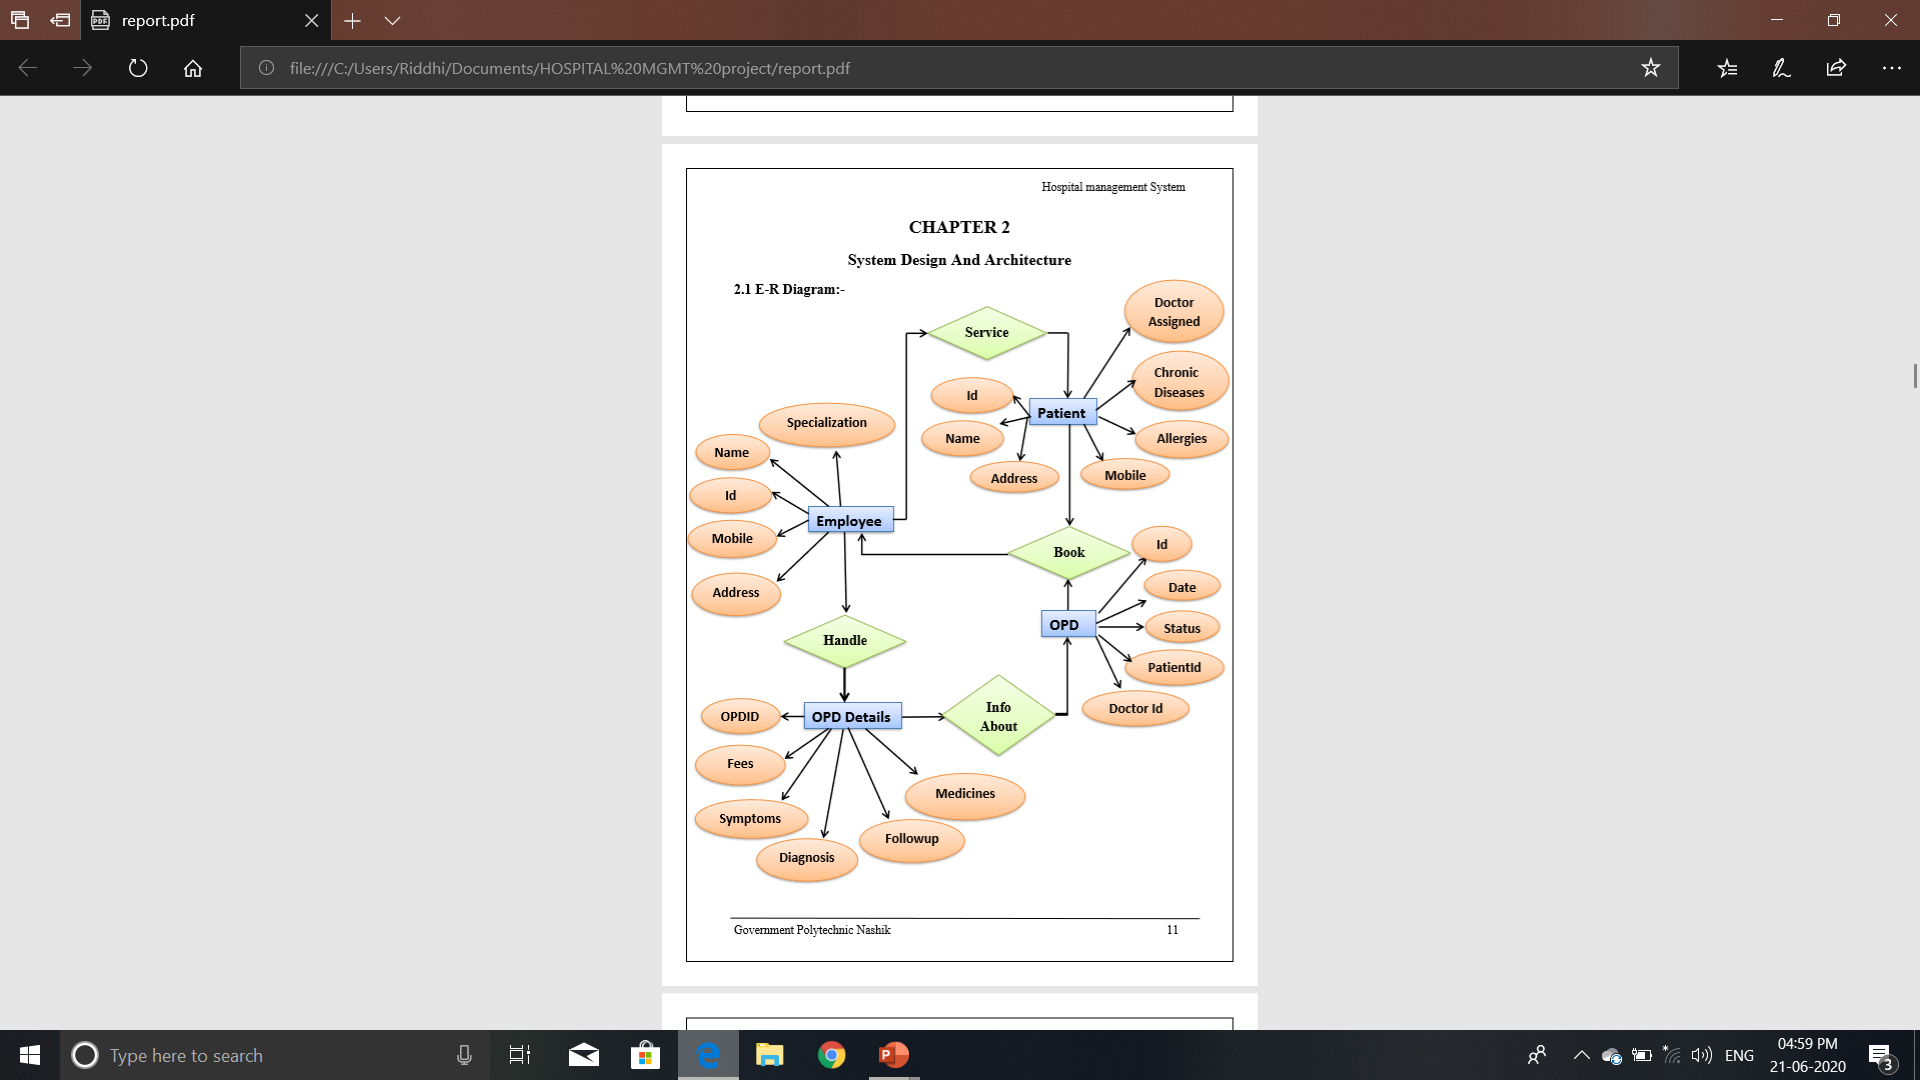 report.pdf
file:///C:/Users/Riddhi/Documents/HOSPITAL%20MGMT%20project/report.pdf
Hospital management System
CHAPTER 2
System Design And Architecture
2.1 E-R Diagram:-
Doctor
Assigned
Service
Chronic
Diseases
Id
Patient
Specialization
Name
Allergies
Name
Address
Mobile
Id
Employee
Mobile
Book
Id
Address
Date
OPD
Status
Handle
PatientId
OPDID
OPD Details
Info
About
Doctor Id
Fees
Medicines
Symptoms
Followup
Diagnosis
Government Polytechnic Nashik
11
Type here to search
ENG
04:59 PM
21-06-2020
3